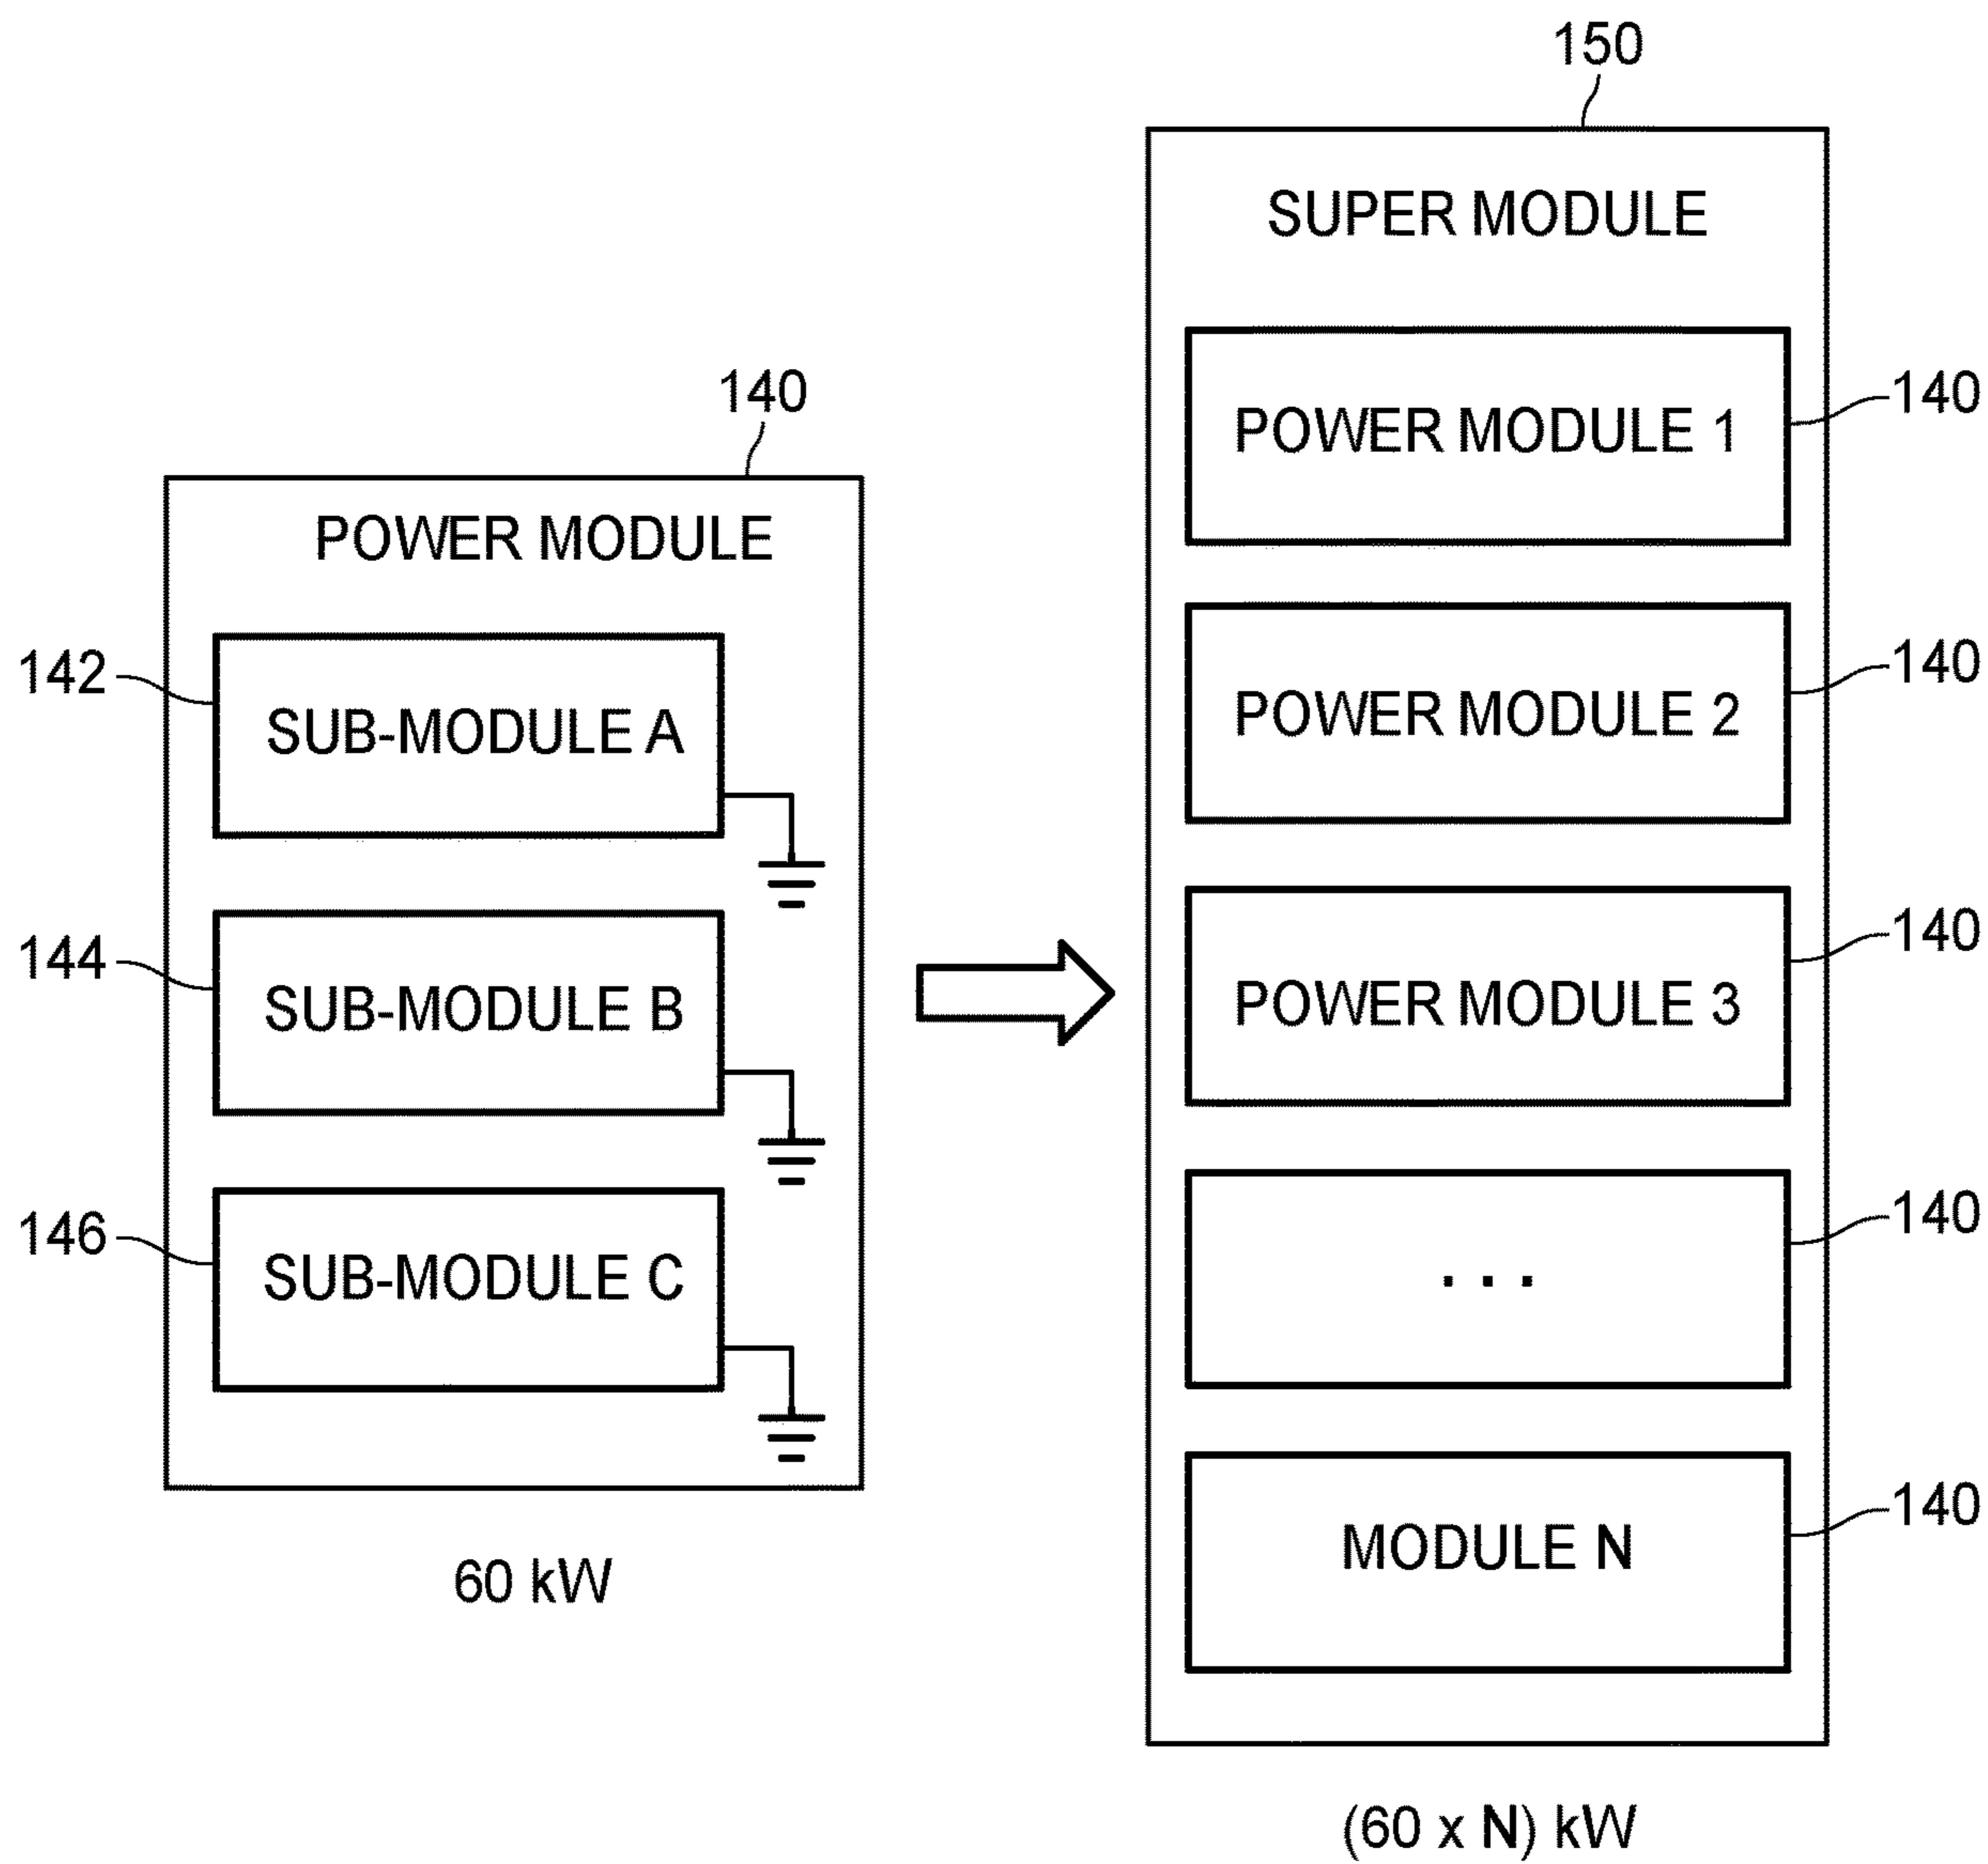 140
POWER MODULE
142
SUB-MODULE A
144
SUB-MODULE B
146
SUB-MODULE C
60 kW
150
SUPER MODULE
POWER MODULE 1
140
POWER MODULE 2
140
POWER MODULE 3
140
. . .
140
MODULE N
140
(60 x N) kW